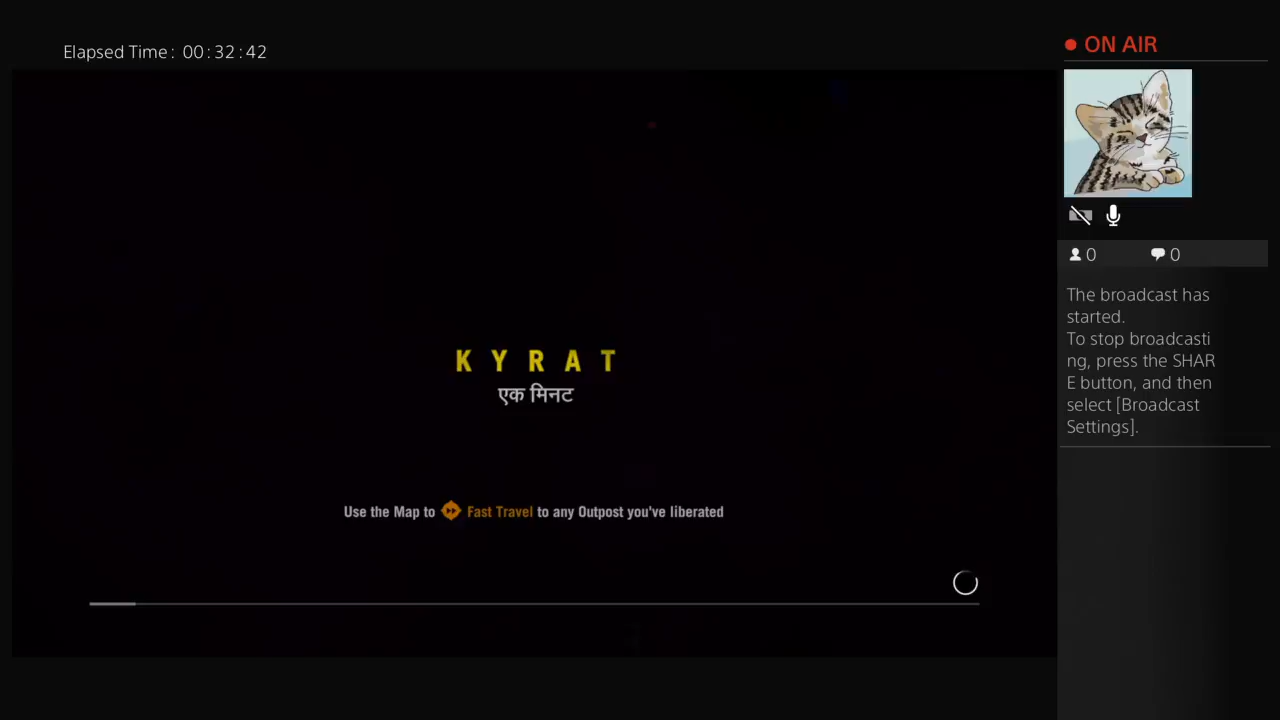 Elapsed Time: 00:32:42
ON AIR
0 0
The broadcast has
started.
To stop broadcasti
ng, press the SHAR
E button, and then
select [Broadcast
Settings].
K Y R A T
एक मिनट
Use the Map to Fast Travel to any Outpost you've liberated